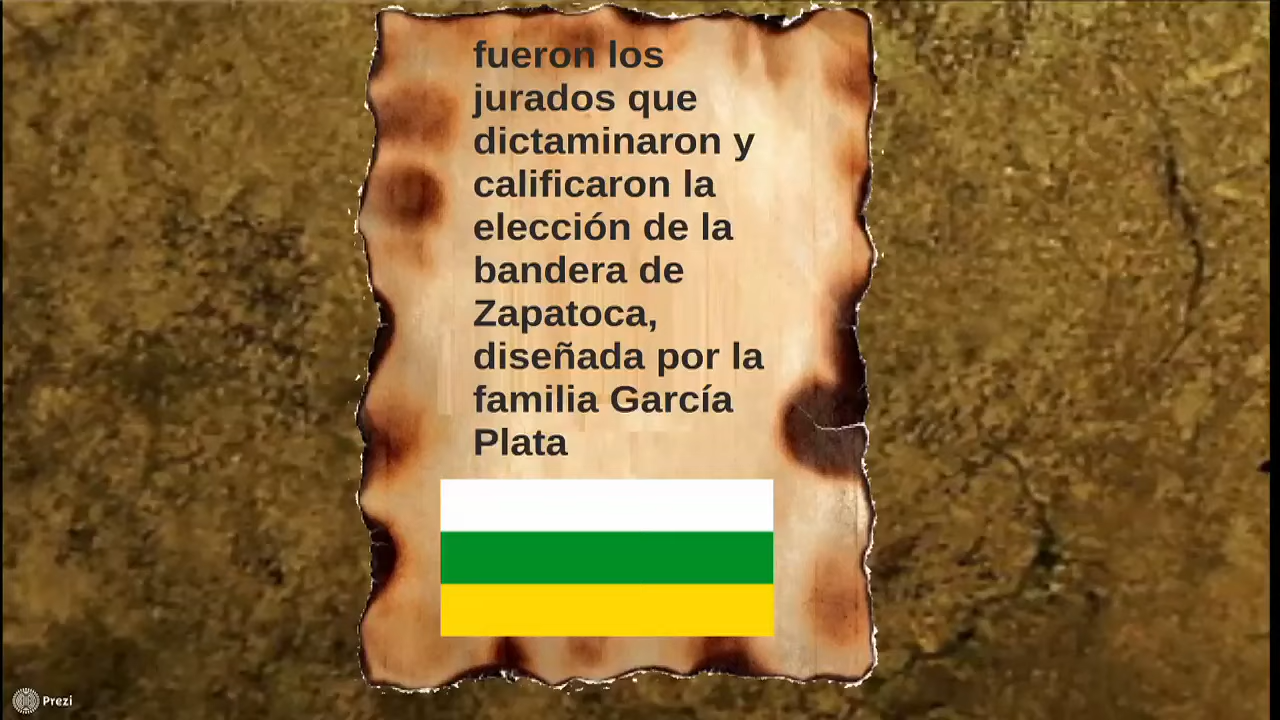 fueron los
jurados que
dictaminaron y
calificaron la
elección de la
bandera de
Zapatoca,
diseñada por la
familia García
Plata
Prezi